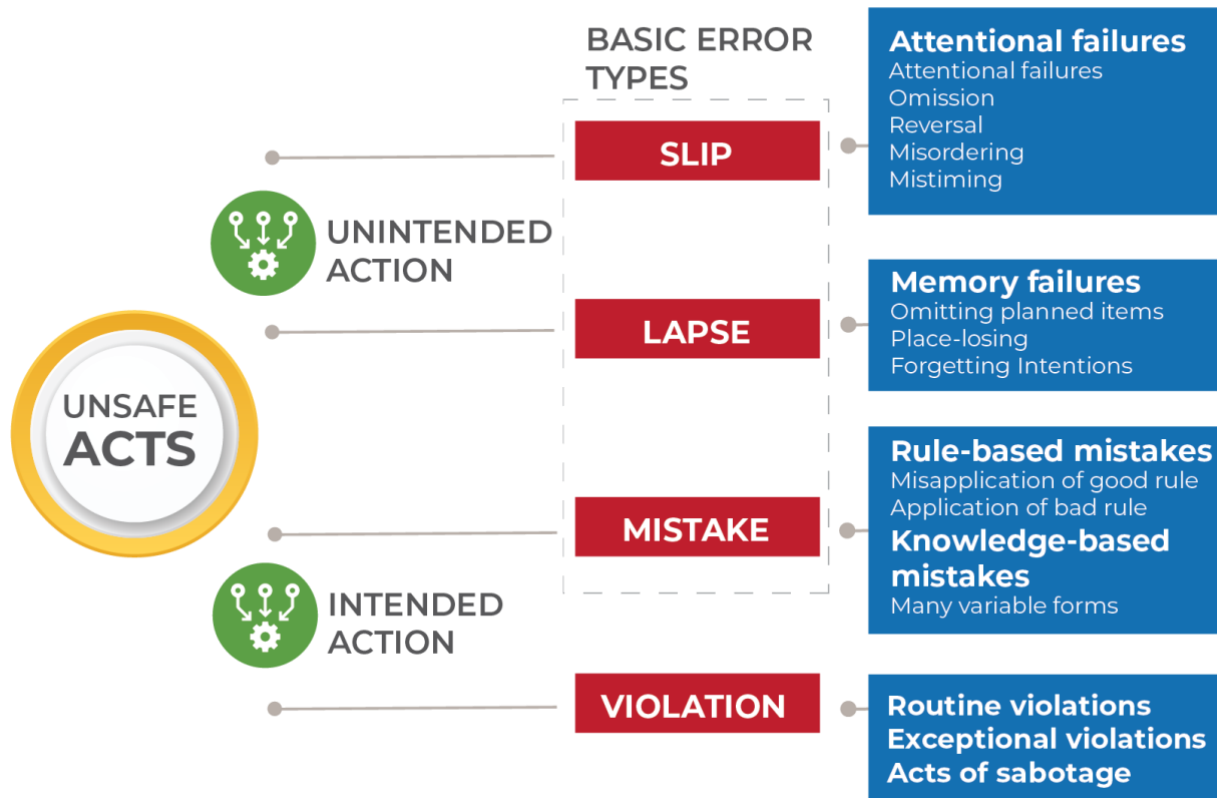 BASIC ERROR
TYPES
UNSAFE
ACTS
UNINTENDED
ACTION
SLIP
Attentional failures
Attentional failures
Omission
Reversal
Misordering
Mistiming
LAPSE
Memory failures
Omitting planned items
Place-losing
Forgetting Intentions
INTENDED
ACTION
MISTAKE
Rule-based mistakes
Misapplication of good rule
Application of bad rule
Knowledge-based
mistakes
Many variable forms
VIOLATION
Routine violations
Exceptional violations
Acts of sabotage